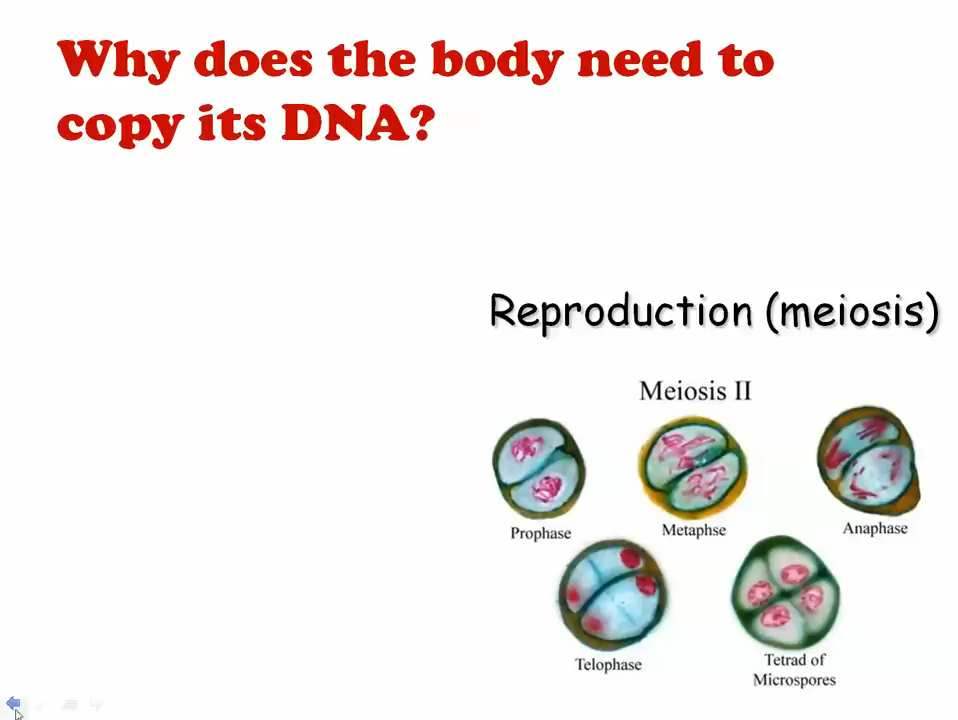 Why does the body need to
copy its DNA?
Reproduction (meiosis)
Meiosis II
Prophase
Metaphse
Anaphase
Telophase
Tetrad of
Microspores